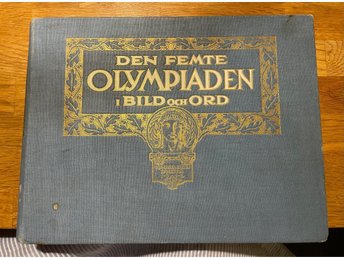 DEN FEMTE
OLYMPIADEN
I BILD OCH ORD